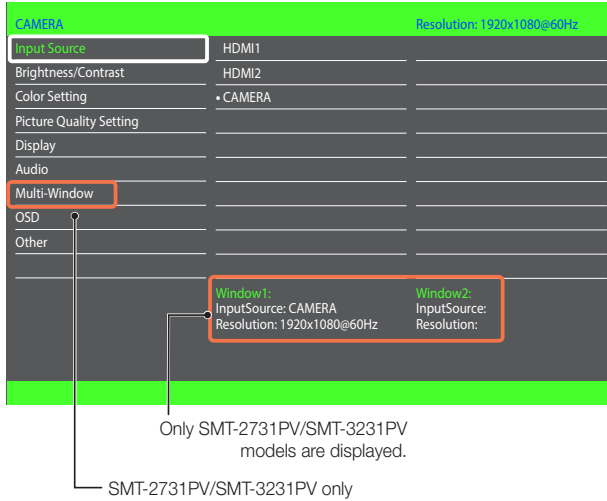 CAMERA Resolution: 1920x1080@60Hz
Input Source HDMI1
Brightness/Contrast HDMI2
Color Setting • CAMERA
Picture Quality Setting
Display
Audio
Multi-Window
OSD
Other
Window1: Window2:
InputSource: CAMERA InputSource:
Resolution: 1920x1080@60Hz Resolution:
Only SMT-2731PV/SMT-3231PV
models are displayed.
SMT-2731PV/SMT-3231PV only